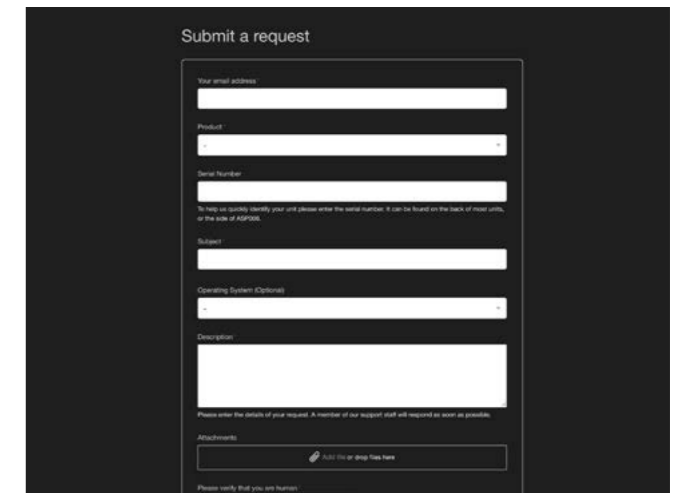 Submit a request
Your email address *
Product *
-
Serial Number
To help us quickly identify your unit please enter the serial number. It can be found on the back of most units,
or the side of ASP008.
Subject *
Operating System (Optional)
-
Description *
Please enter the details of your request. A member of our support staff will respond as soon as possible.
Attachments
Add file or drop files here
Please verify that you are human *